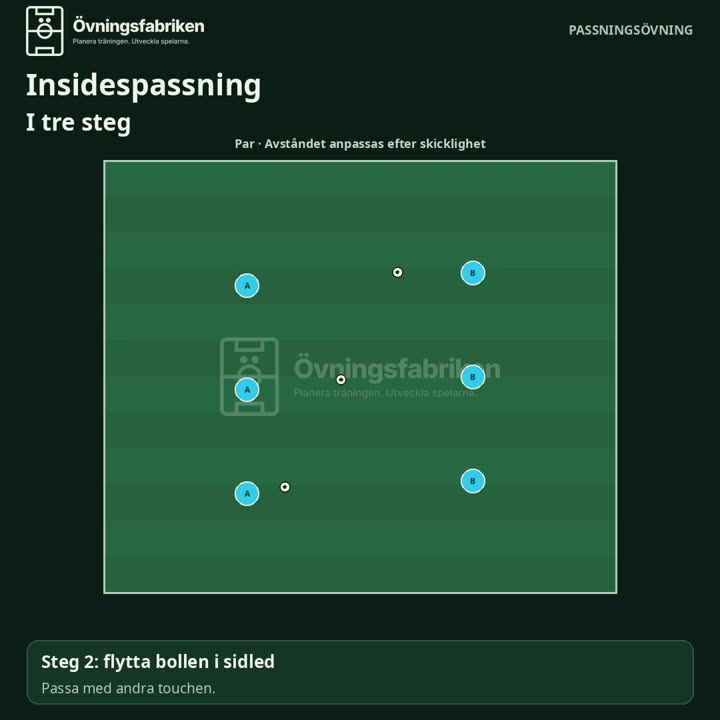 Övningsfabriken
Planera träningen. Utveckla spelarna.
PASSNINGSÖVNING
Insidespassning
I tre steg
Par · Avståndet anpassas efter skicklighet
A
B
Övningsfabriken
Planera träningen. Utveckla spelarna.
A
B
A
B
Steg 2: flytta bollen i sidled
Passa med andra touchen.